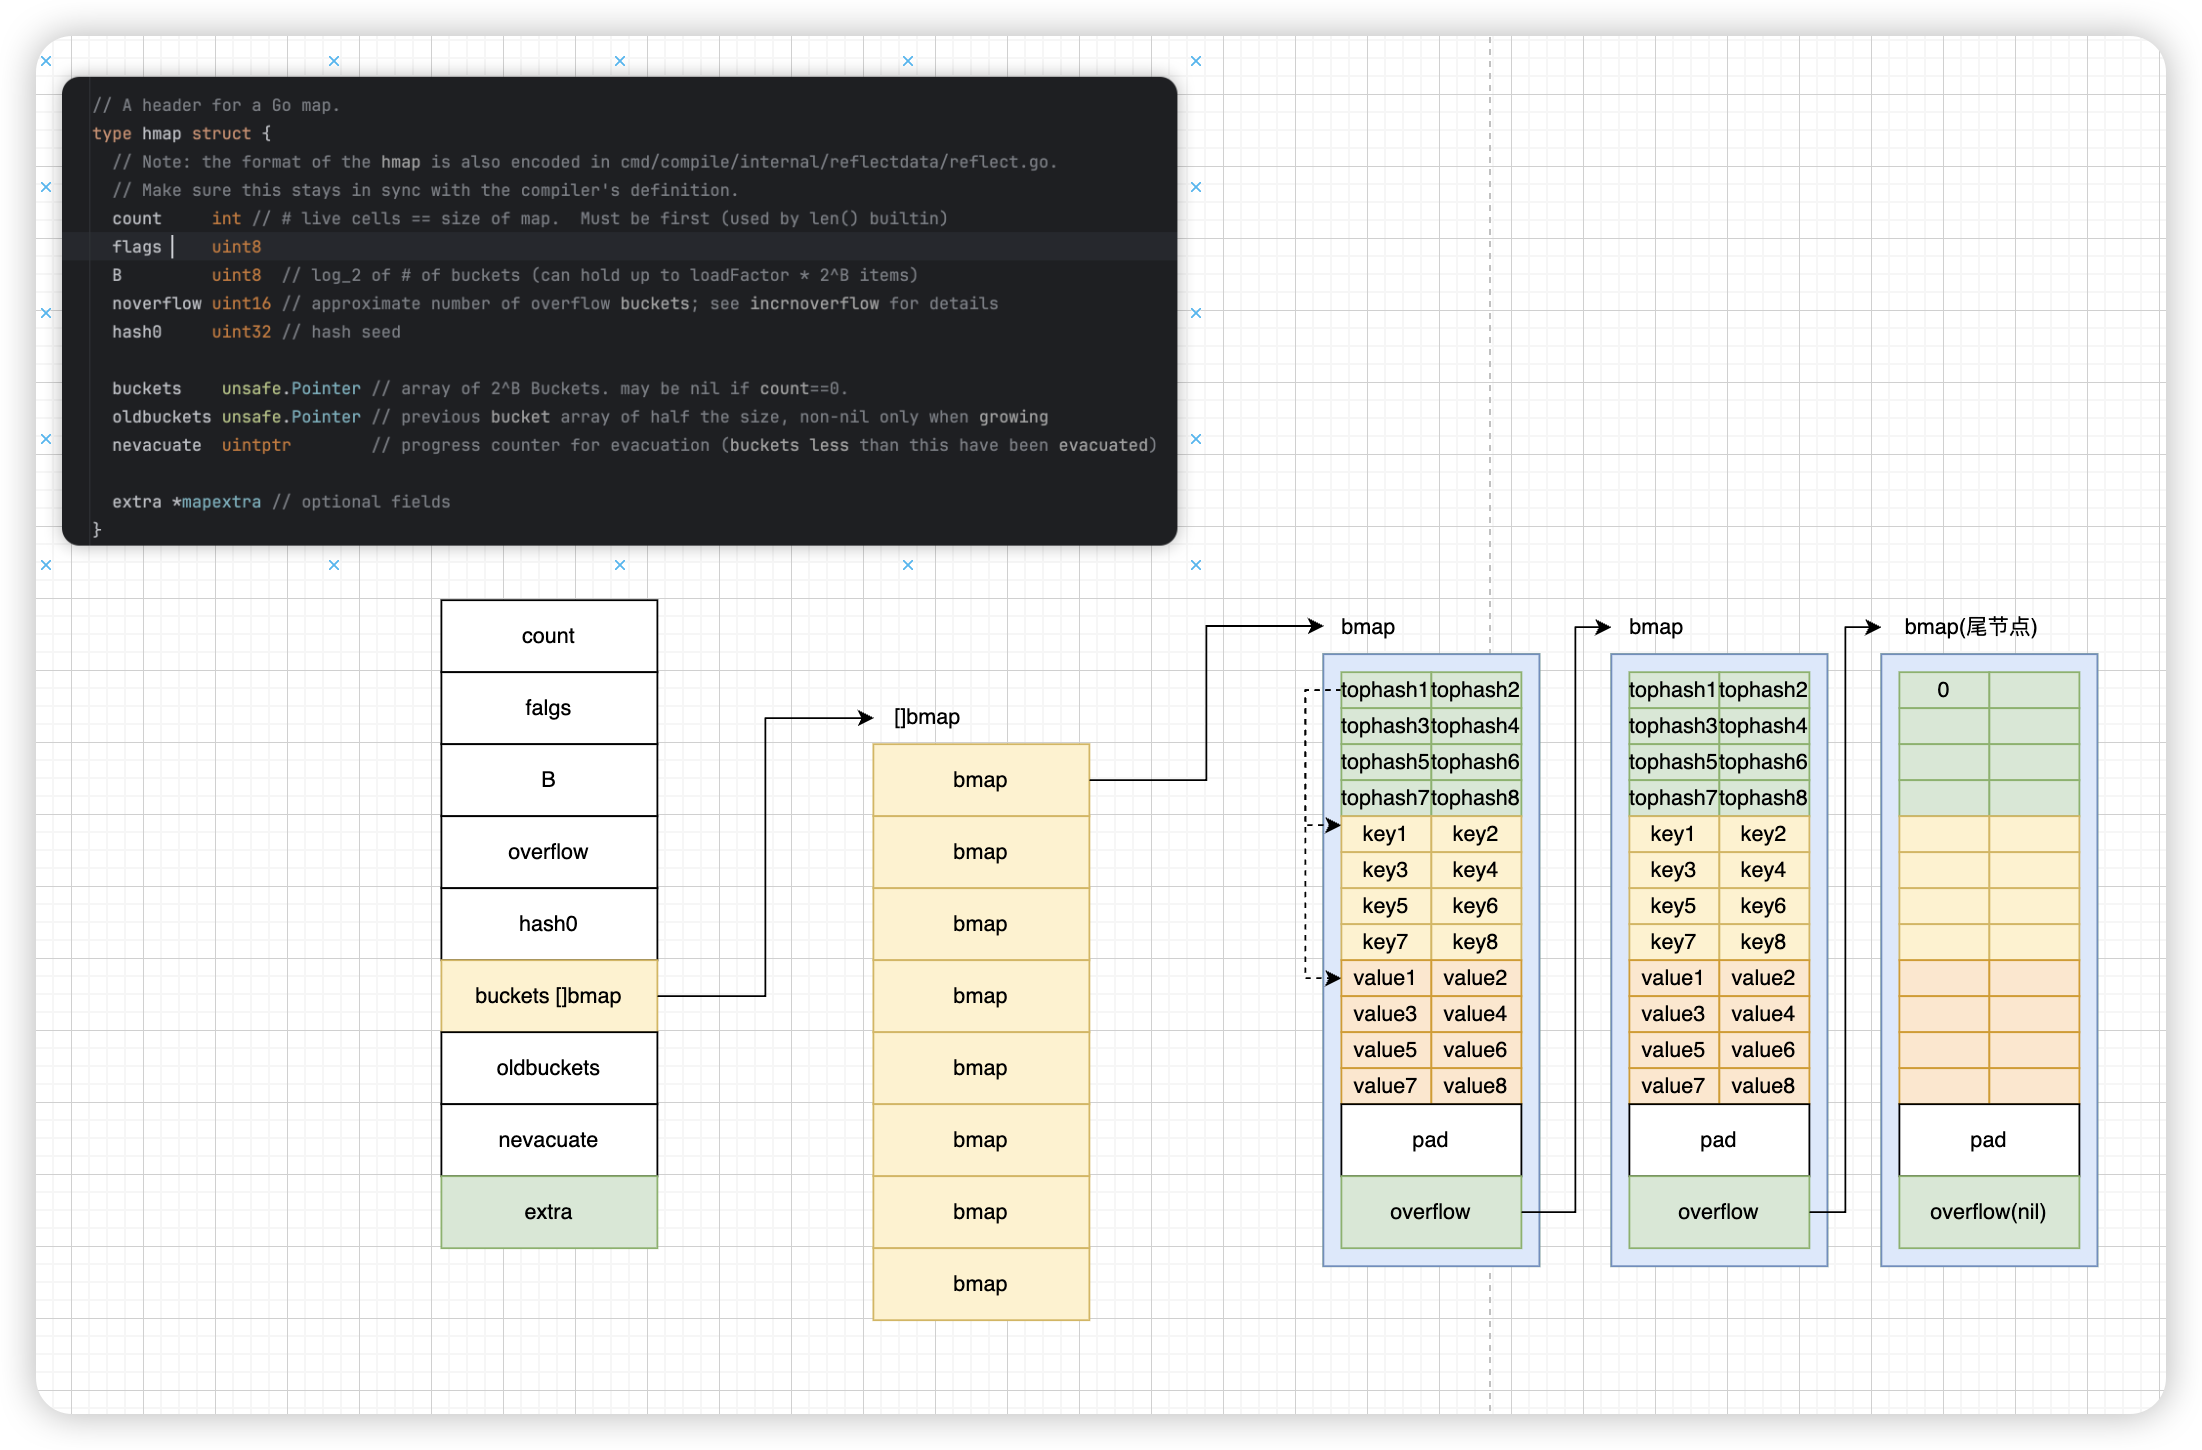 // A header for a Go map.
type hmap struct {
// Note: the format of the hmap is also encoded in cmd/compile/internal/reflectdata/reflect.go.
// Make sure this stays in sync with the compiler's definition.
count int // # live cells == size of map. Must be first (used by len() builtin)
flags uint8
B uint8 // log_2 of # of buckets (can hold up to loadFactor * 2^B items)
noverflow uint16 // approximate number of overflow buckets; see incrnoverflow for details
hash0 uint32 // hash seed
buckets unsafe.Pointer // array of 2^B Buckets. may be nil if count==0.
oldbuckets unsafe.Pointer // previous bucket array of half the size, non-nil only when growing
nevacuate uintptr // progress counter for evacuation (buckets less than this have been evacuated)
extra *mapextra // optional fields
}
count
falgs
B
overflow
hash0
buckets []bmap
oldbuckets
nevacuate
extra
[]bmap
bmap
bmap
bmap
bmap
bmap
bmap
bmap
bmap
bmap
tophash1 tophash2
tophash3 tophash4
tophash5 tophash6
tophash7 tophash8
key1 key2
key3 key4
key5 key6
key7 key8
value1 value2
value3 value4
value5 value6
value7 value8
pad
overflow
bmap
tophash1 tophash2
tophash3 tophash4
tophash5 tophash6
tophash7 tophash8
key1 key2
key3 key4
key5 key6
key7 key8
value1 value2
value3 value4
value5 value6
value7 value8
pad
overflow
bmap(尾节点)
0
pad
overflow(nil)